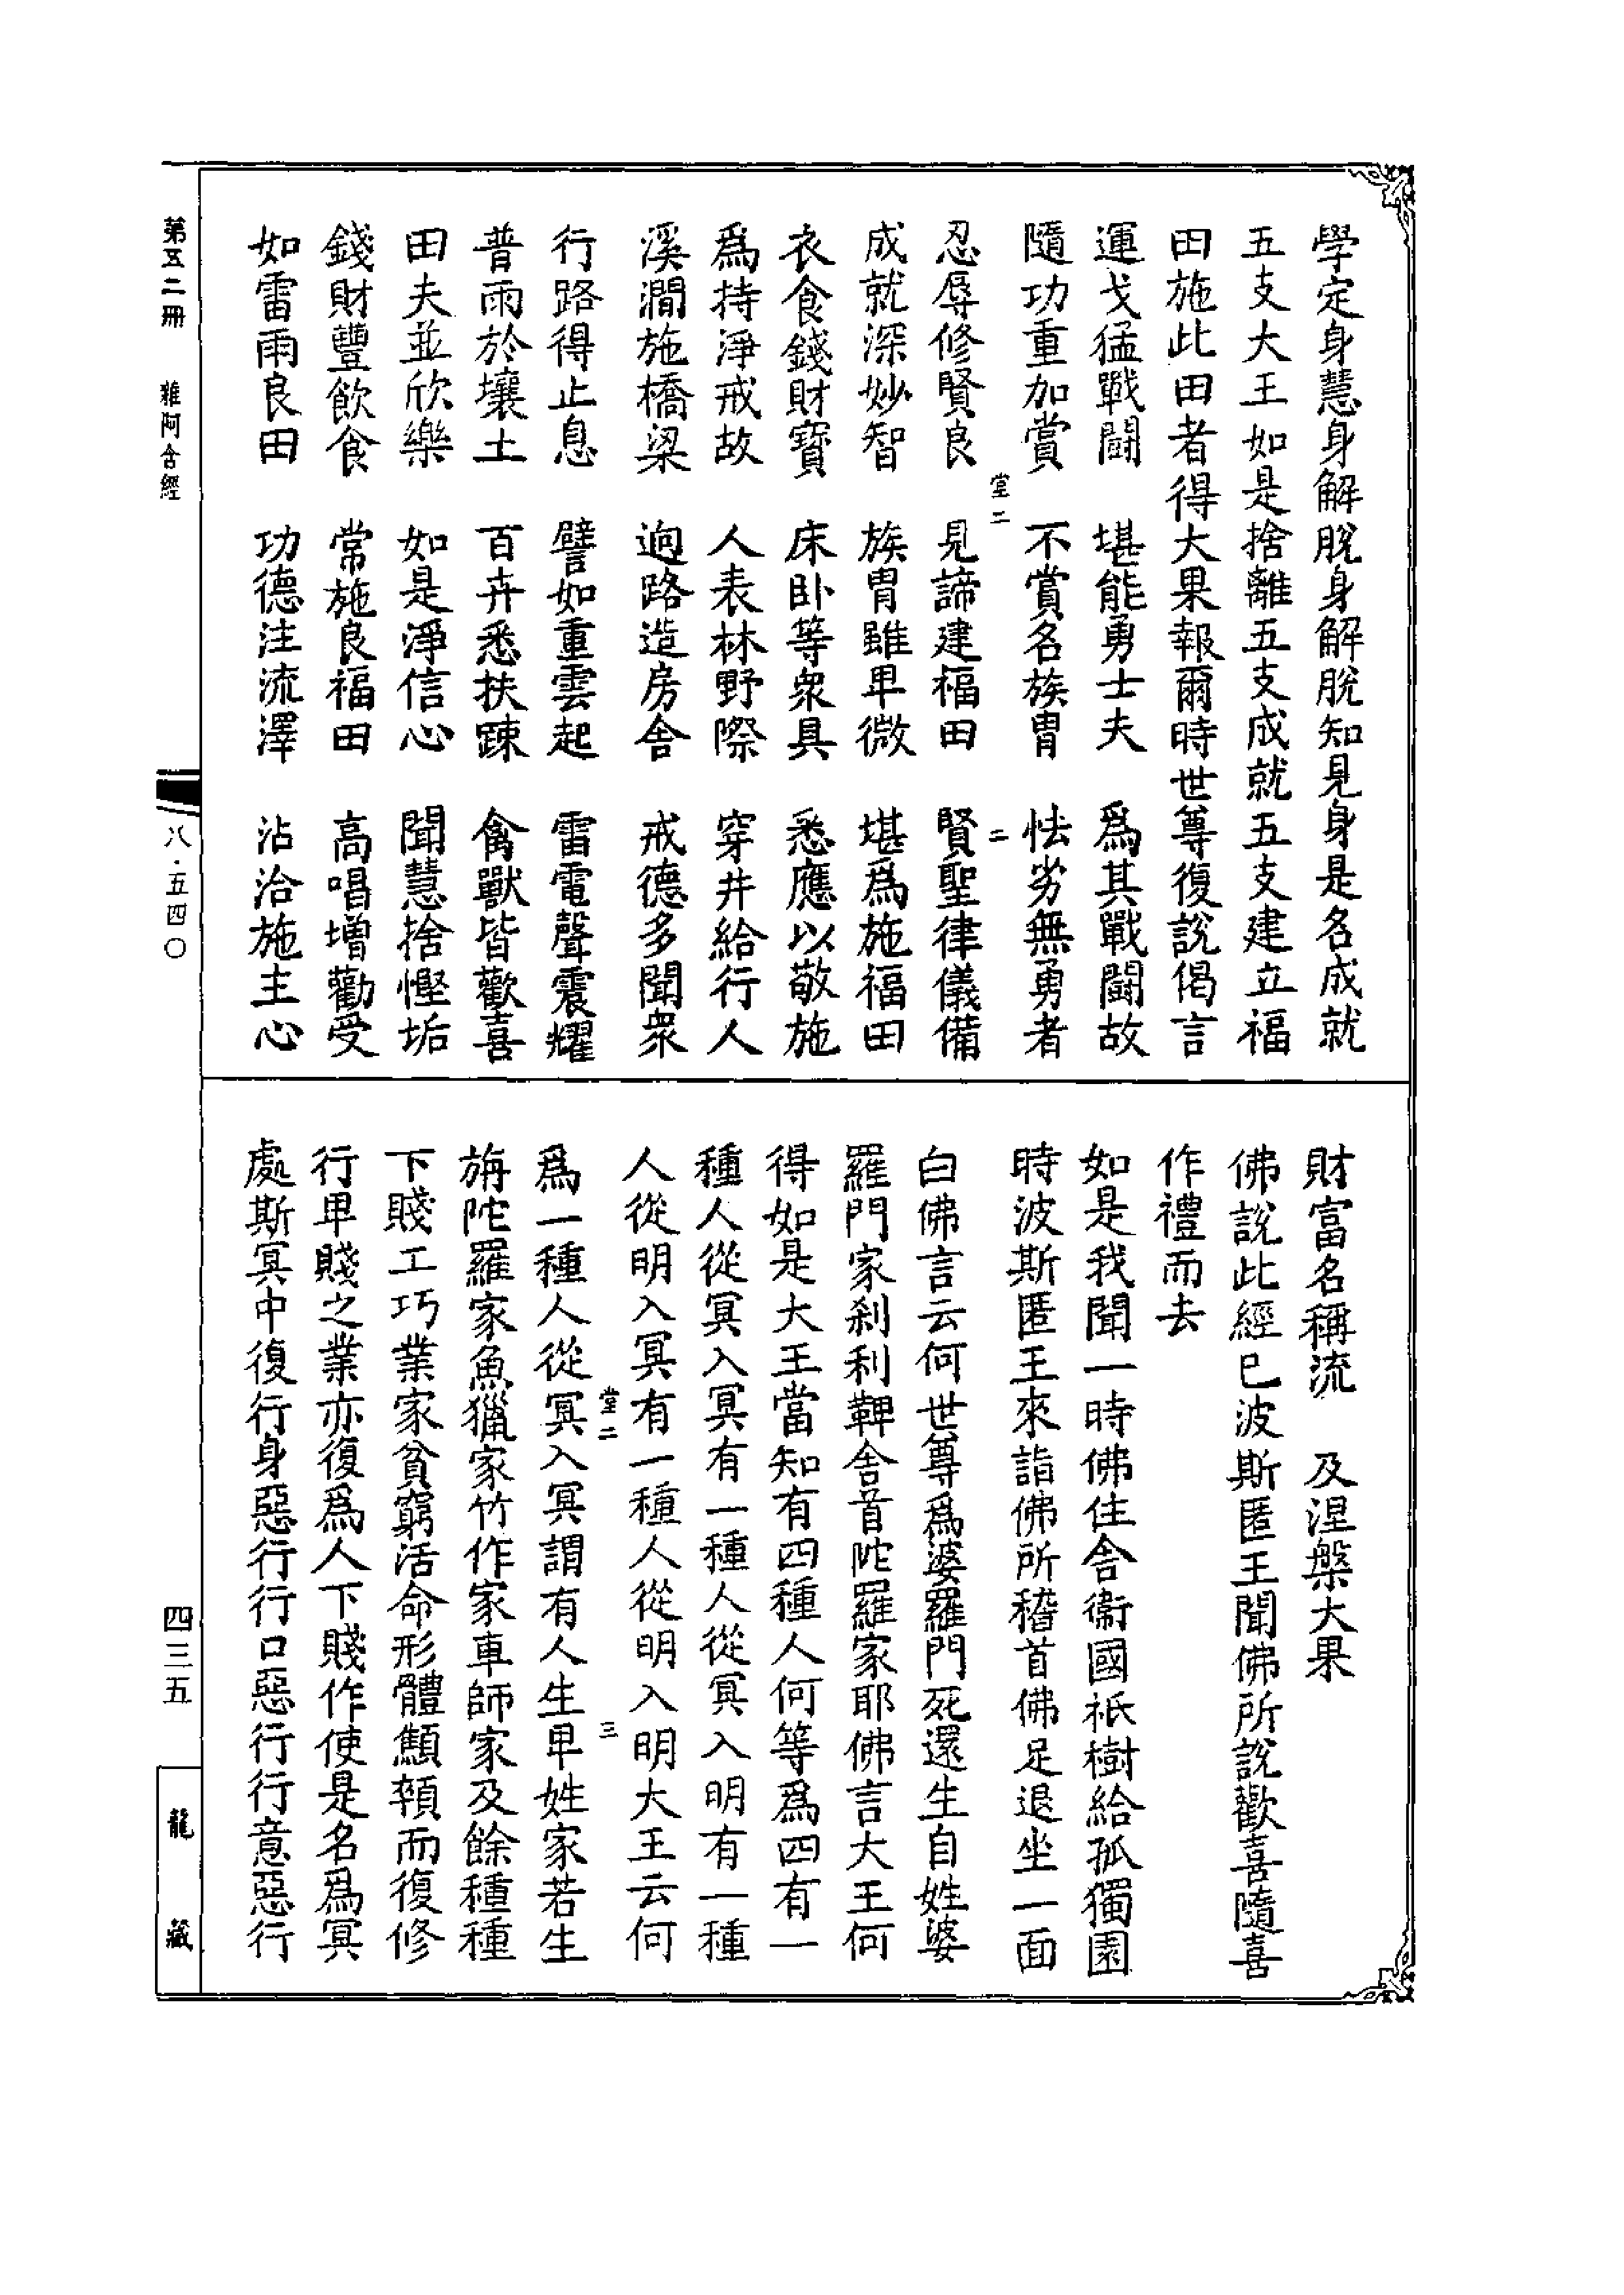 學定身慧身解脫身解脫知見身是名成就
五支大王如是捨離五支成就五支建立福
田施此田者得大果報爾時世尊復說偈言
運戈猛戰鬪　堪能勇士夫　爲其戰鬪故
隨功重加賞　不賞名族胄　怯劣無勇者
堂二　二
忍辱修賢良　見諦建福田　賢聖律儀備
成就深妙智　族胄雖卑微　堪爲施福田
衣食錢財寶　床臥等衆具　悉應以敬施
爲持淨戒故　人表林野際　穿井給行人
溪澗施橋梁　逈路造房舍　戒德多聞衆
行路得止息　譬如重雲起　雷電聲震耀
普雨於壤土　百卉悉扶踈　禽獸皆歡喜
田夫並欣樂　如是淨信心　聞慧捨慳垢
錢財豐飲食　常施良福田　高唱增勸受
如雷雨良田　功德注流澤　沾洽施主心
財富名稱流　及涅槃大果
佛說此經已波斯匿王聞佛所說歡喜隨喜
作禮而去
如是我聞一時佛住舍衞國祇樹給孤獨園
時波斯匿王來詣佛所稽首佛足退坐一面
白佛言云何世尊爲婆羅門死還生自姓婆
羅門家刹利鞞舍首陀羅家耶佛言大王何
得如是大王當知有四種人何等爲四有一
種人從冥入冥有一種人從冥入明有一種
人從明入冥有一種人從明入明大王云何
堂二　三
爲一種人從冥入冥謂有人生卑姓家若生
旃陀羅家魚獵家竹作家車師家及餘種種
下賤工巧業家貧窮活命形體顦顇而復修
行卑賤之業亦復爲人下賤作使是名爲冥
處斯冥中復行身惡行行口惡行行意惡行
第五二冊　雜阿含經
八·五四〇
四三五
龍藏